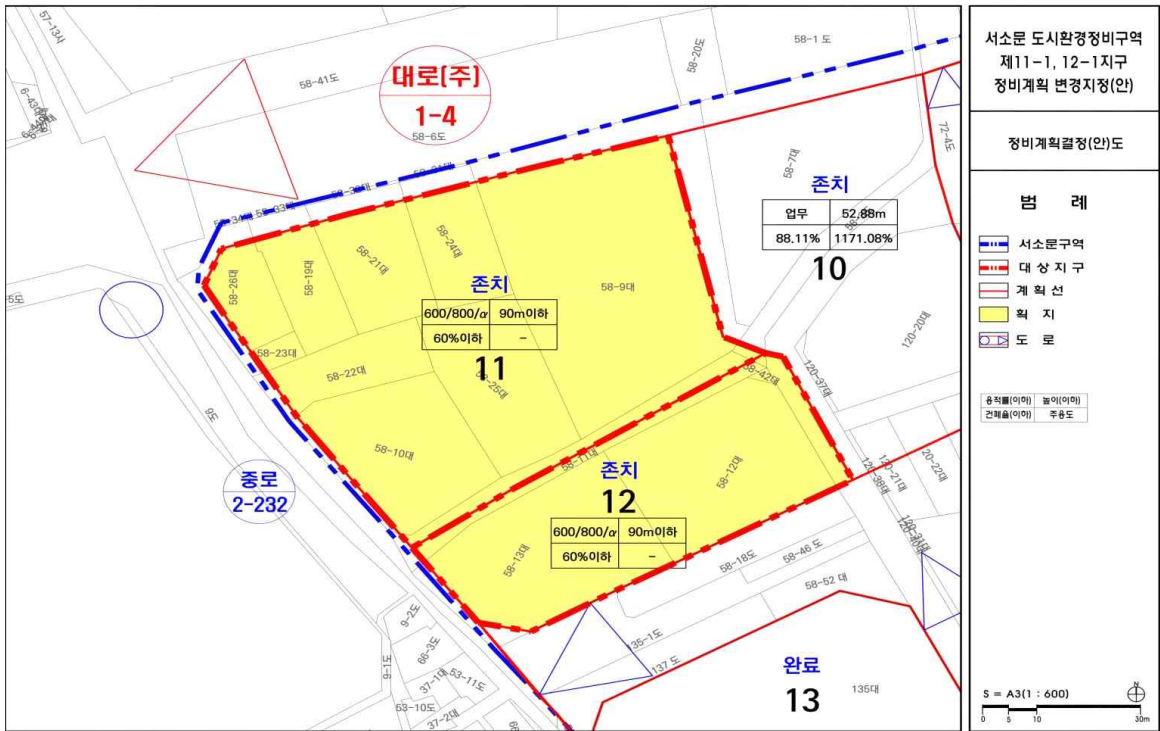 57-13사
58-41도
58-20도
58-1 도
서소문 도시환경정비구역
제11-1, 12-1지구
정비계획 변경지정(안)
대로[주]
1-4
58-6도
72-4도
정비계획결정(안)도
58-7대
범 례
존치
업무 52.88m
88.11% 1171.08%
10
서소문구역
대상지구
계획선
획 지
도 로
58-33대
58-26대
58-19대
58-21대
58-24대
58-9대
존치
600/800/α 90m이하
60%이하 -
11
120-20대
58-23대
58-22대
58-25대
58-42대
120-37대
용적률(이하) 높이(이하)
건폐율(이하) 주용도
9도
58-10대
58-11대
58-12대
120-38대
120-21대
20-22대
중로
2-232
존치
12
600/800/α 90m이하
60%이하 -
58-13대
58-18도
58-46 도
58-52 대
9-2도
66-3도
9-1도
37-1대
53-11도
53-10도
37-2대
135-1도
137 도
완료
13
135대
S = A3(1 : 600)
N
0 5 10 30m